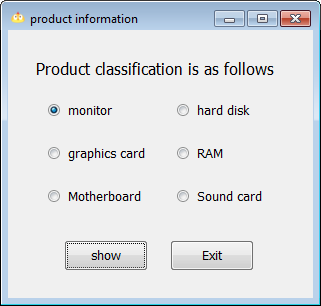 product information
Product classification is as follows
monitor hard disk
graphics card RAM
Motherboard Sound card
show Exit